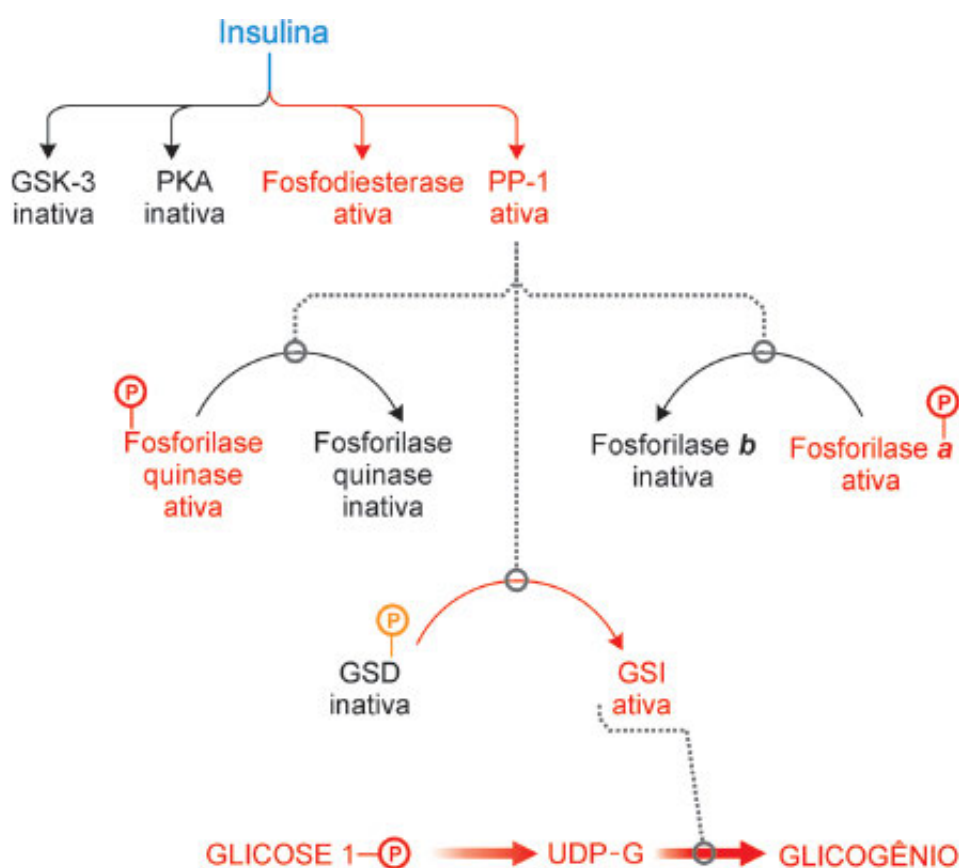 Insulina
GSK-3
inativa
PKA
inativa
Fosfodiesterase
ativa
PP-1
ativa
P
Fosforilase
quinase
ativa
Fosforilase
quinase
inativa
Fosforilase b
inativa
P
Fosforilase a
ativa
P
GSD
inativa
GSI
ativa
GLICOSE 1—P
UDP-G
GLICOGÊNIO